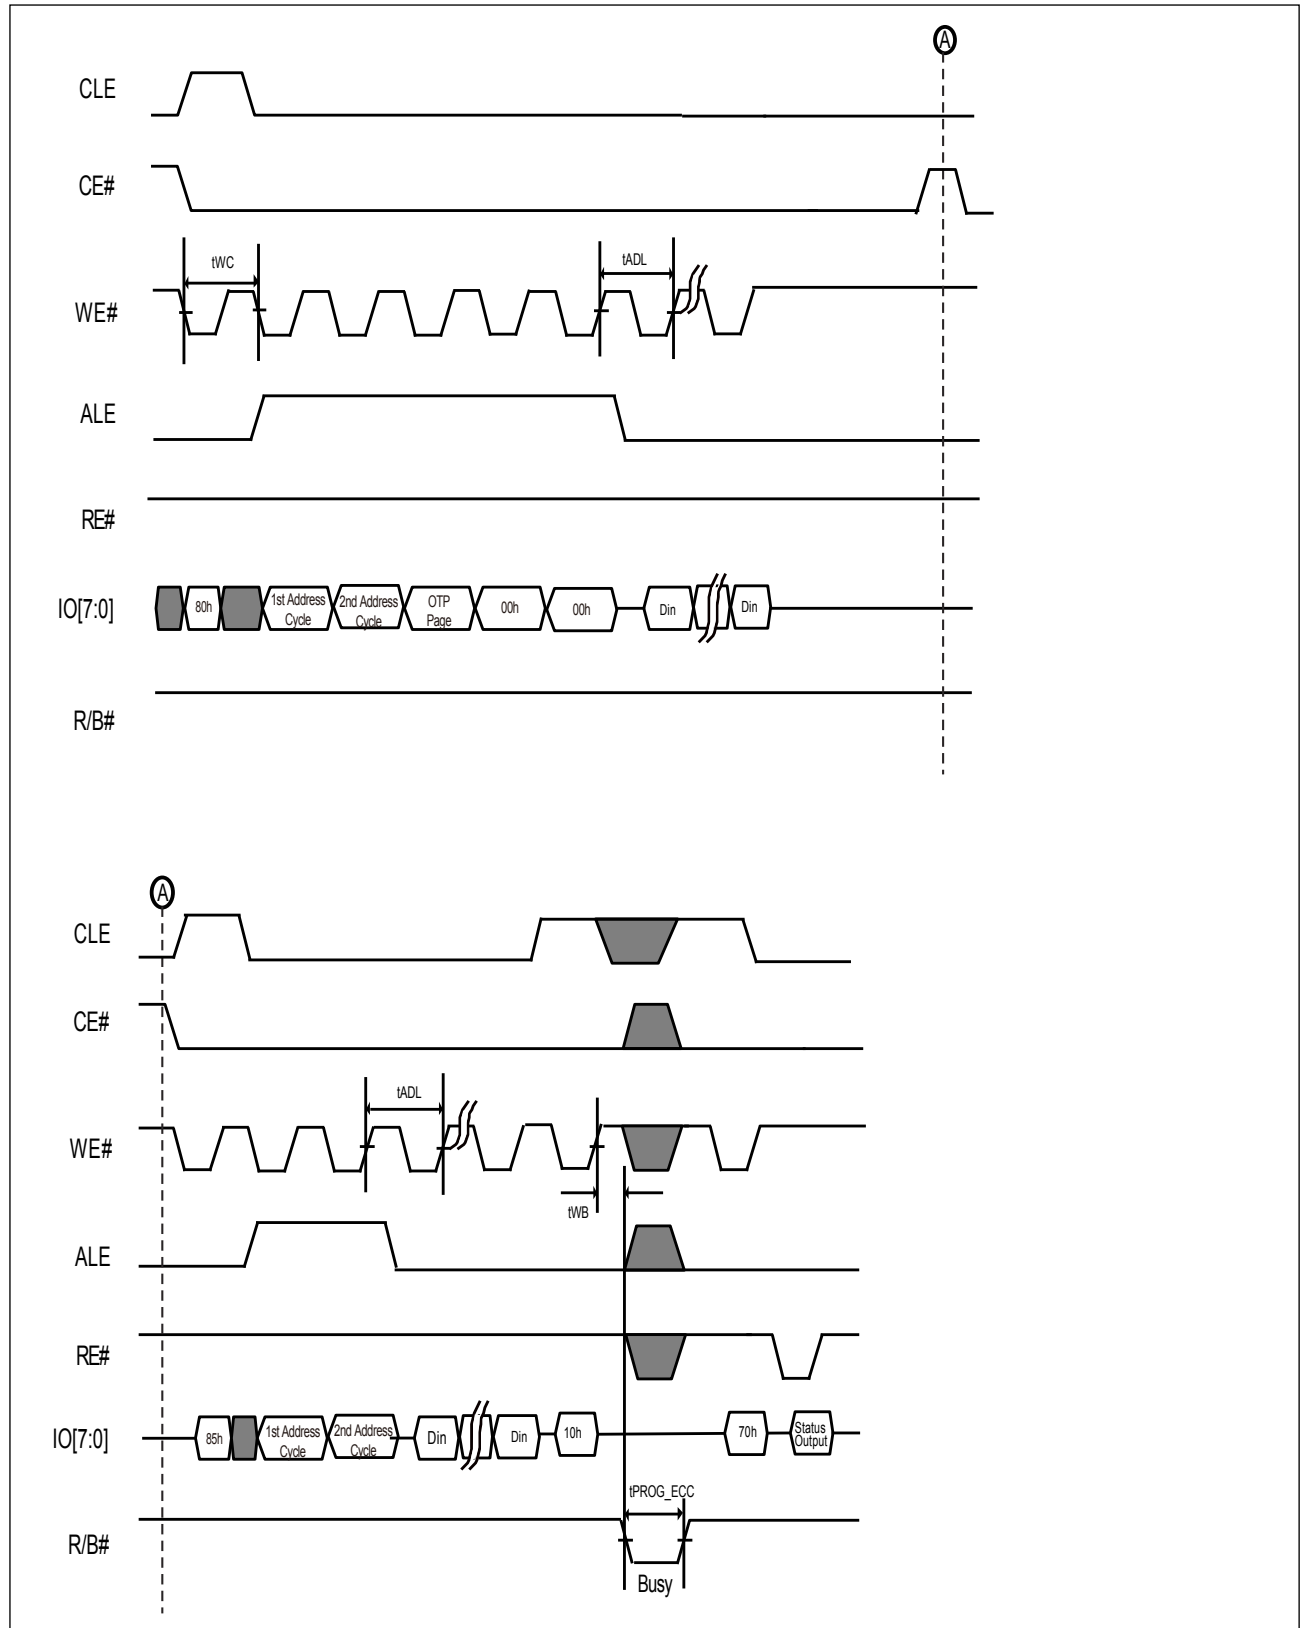 A
CLE
CE#
tWC
tADL
WE#
ALE
RE#
IO[7:0]
80h
1st Address
Cycle
2nd Address
Cycle
OTP
Page
00h
00h
Din
Din
R/B#
A
CLE
CE#
tADL
WE#
tWB
ALE
RE#
IO[7:0]
85h
1st Address
Cycle
2nd Address
Cycle
Din
Din
10h
70h
Status
Output
tPROG_ECC
R/B#
Busy